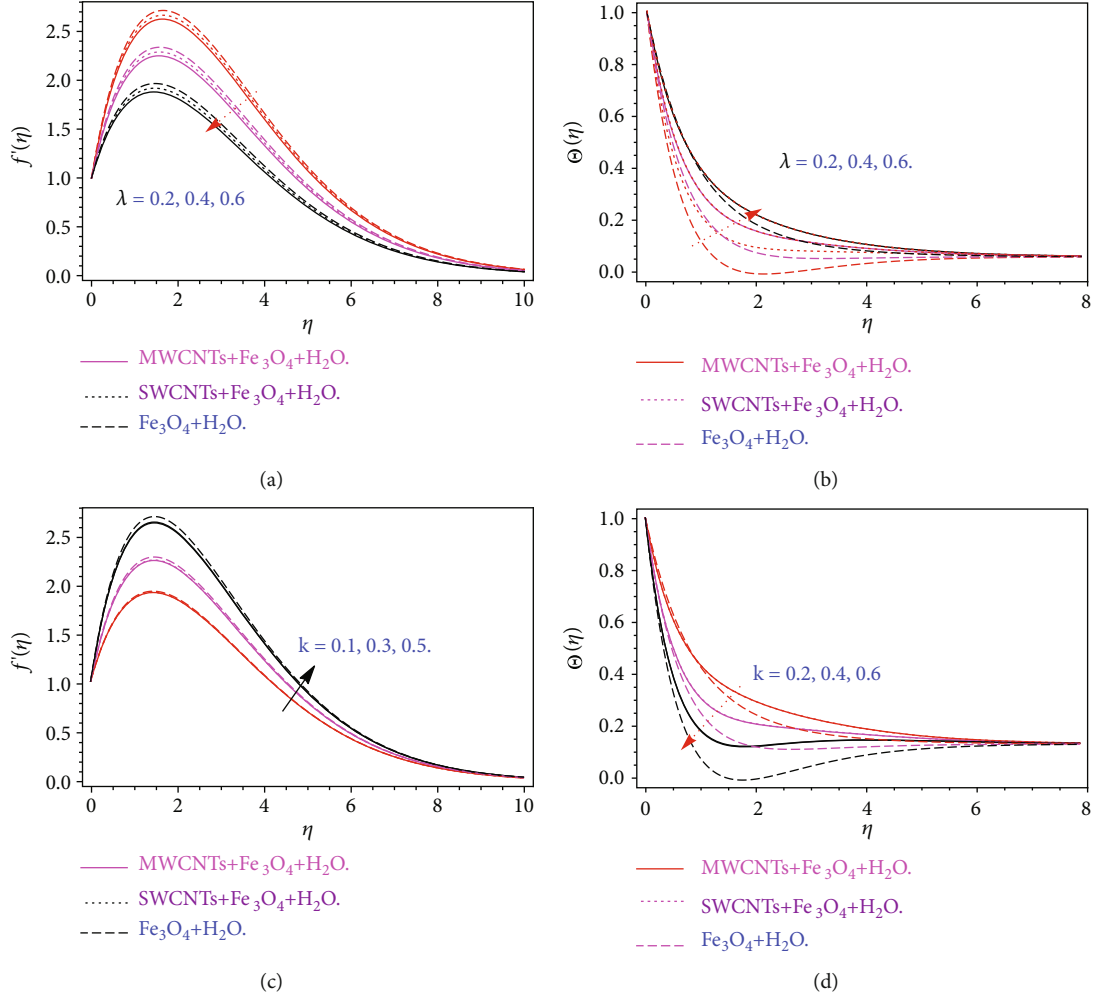 2.5
2.0
1.5
1.0
0.5
0.0
f'(η)
λ = 0.2, 0.4, 0.6
0 2 4 6 8 10
η
MWCNTs+Fe₃O₄+H₂O.
SWCNTs+Fe₃O₄+H₂O.
Fe₃O₄+H₂O.
(a)
1.0
0.8
0.6
0.4
0.2
0.0
Θ(η)
λ = 0.2, 0.4, 0.6.
0 2 4 6 8
η
MWCNTs+Fe₃O₄+H₂O.
SWCNTs+Fe₃O₄+H₂O.
Fe₃O₄+H₂O.
(b)
2.5
2.0
1.5
1.0
0.5
0.0
f'(η)
k = 0.1, 0.3, 0.5.
0 2 4 6 8 10
η
MWCNTs+Fe₃O₄+H₂O.
SWCNTs+Fe₃O₄+H₂O.
Fe₃O₄+H₂O.
(c)
1.0
0.8
0.6
0.4
0.2
0.0
Θ(η)
k = 0.2, 0.4, 0.6
0 2 4 6 8
η
MWCNTs+Fe₃O₄+H₂O.
SWCNTs+Fe₃O₄+H₂O.
Fe₃O₄+H₂O.
(d)